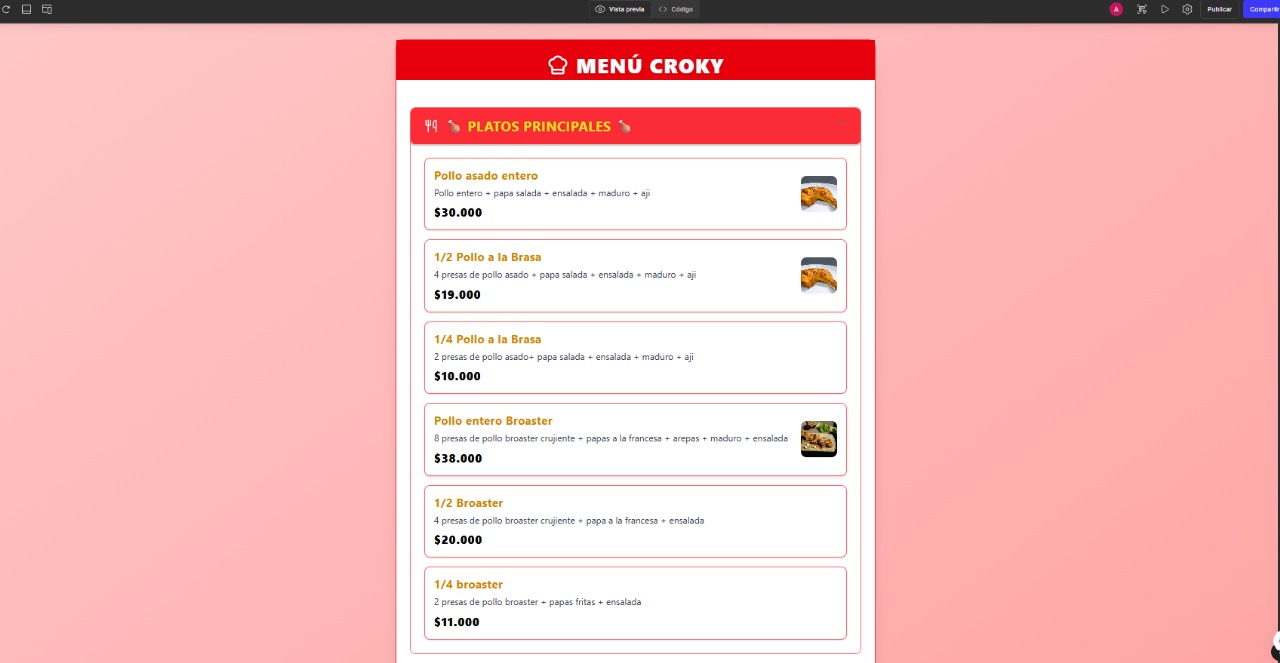 Vista previa
Código
A
Publicar
MENÚ CROKY
PLATOS PRINCIPALES
Pollo asado entero
Pollo entero + papa salada + ensalada + maduro + aji
$30.000
1/2 Pollo a la Brasa
4 presas de pollo asado + papa salada + ensalada + maduro + aji
$19.000
1/4 Pollo a la Brasa
2 presas de pollo asado+ papa salada + ensalada + maduro + ají
$10.000
Pollo entero Broaster
8 presas de pollo broaster crujiente + papas a la francesa + arepas + maduro + ensalada
$38.000
1/2 Broaster
4 presas de pollo broaster crujiente + papa a la francesa + ensalada
$20.000
1/4 broaster
2 presas de pollo broaster + papas fritas + ensalada
$11.000